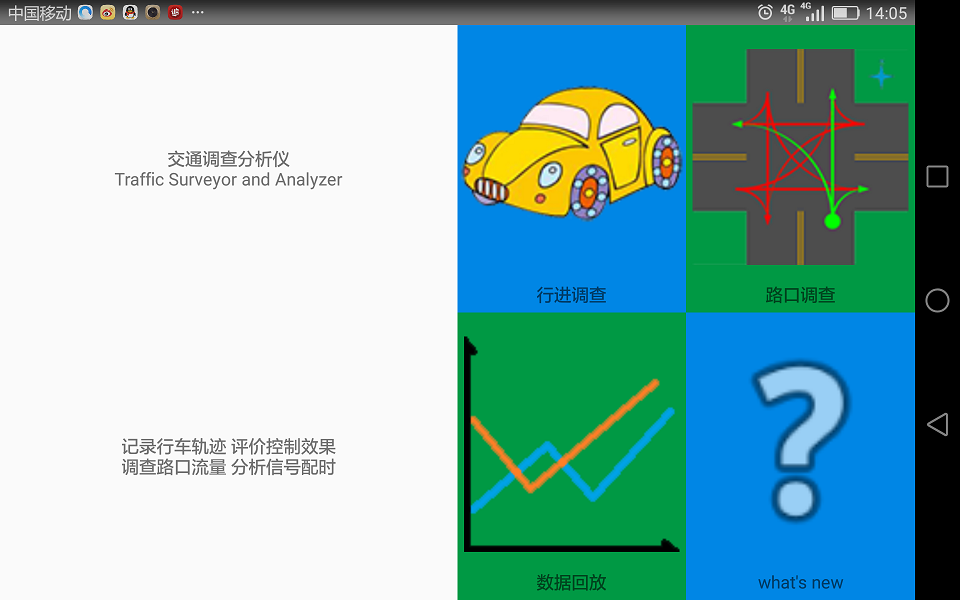 中国移动
4G
4G
14:05
交通调查分析仪
Traffic Surveyor and Analyzer
记录行车轨迹 评价控制效果
调查路口流量 分析信号配时
行进调查
路口调查
数据回放
what's new